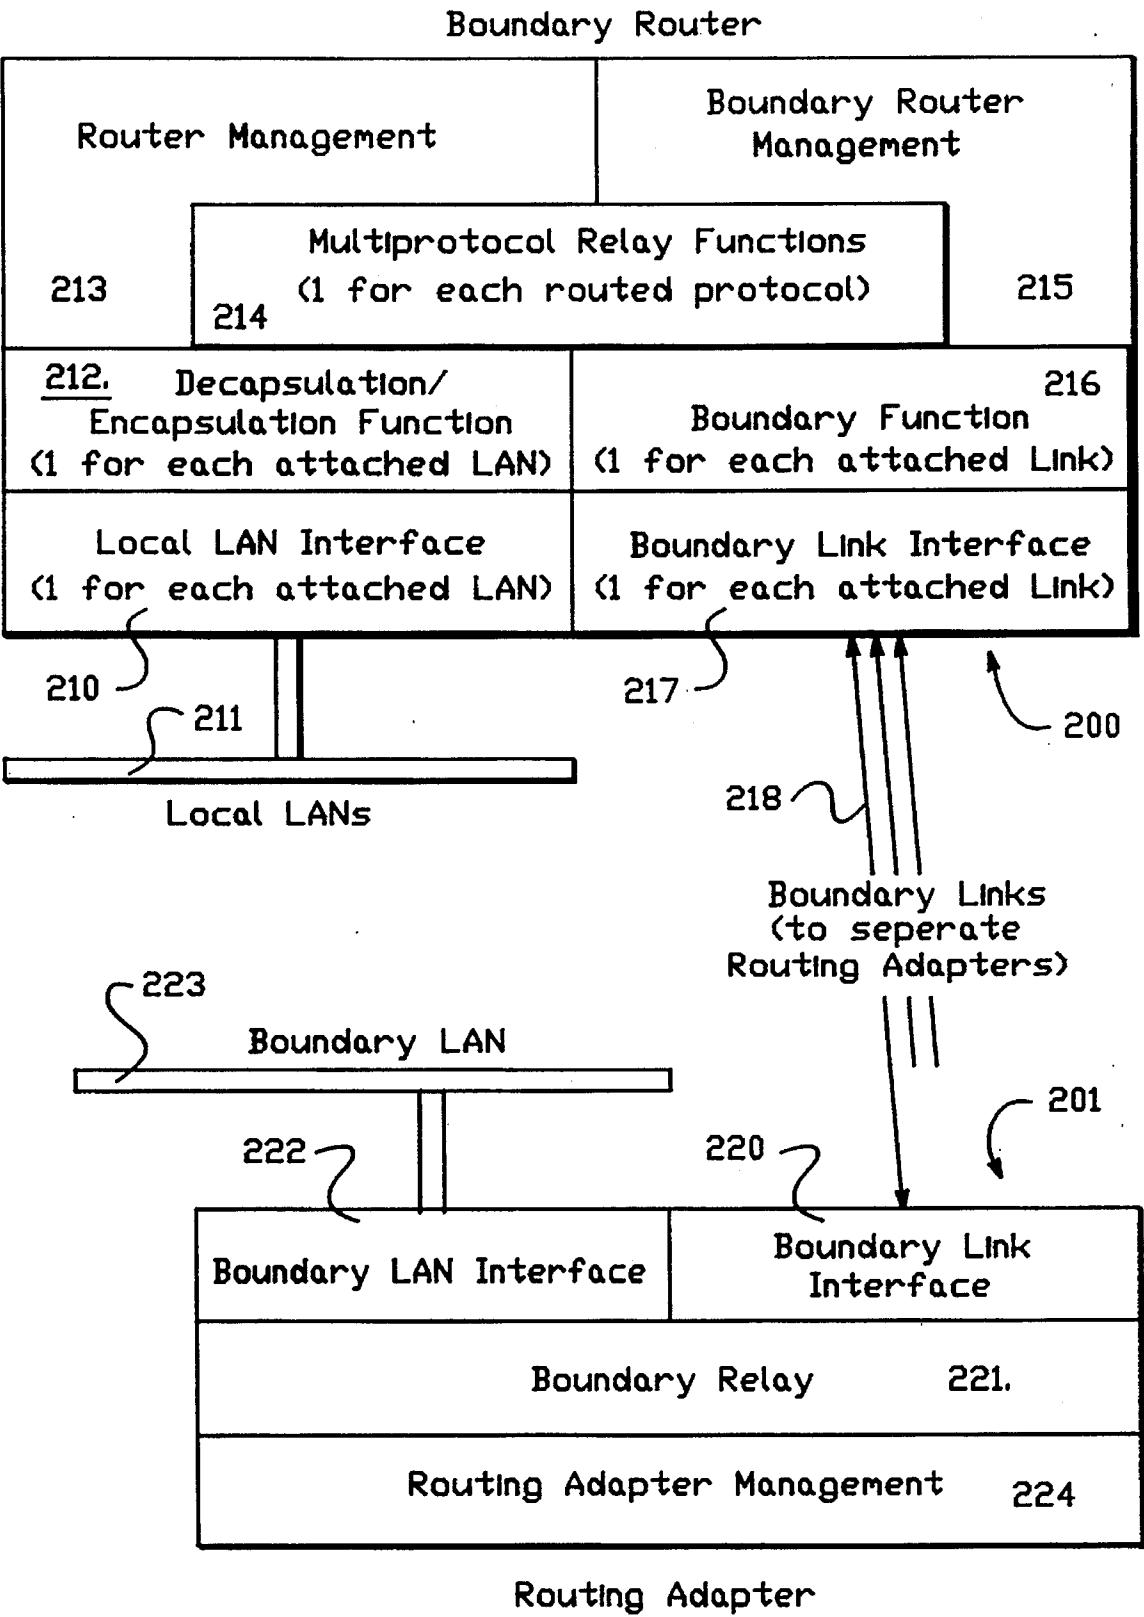 Boundary Router
Router Management
Boundary Router
Management
Multiprotocol Relay Functions
(1 for each routed protocol)
213
214
215
212.
Decapsulation/
Encapsulation Function
(1 for each attached LAN)
216
Boundary Function
(1 for each attached Link)
Local LAN Interface
(1 for each attached LAN)
Boundary Link Interface
(1 for each attached Link)
210
217
211
200
Local LANs
218
Boundary Links
(to seperate
Routing Adapters)
223
Boundary LAN
201
222
220
Boundary LAN Interface
Boundary Link
Interface
Boundary Relay
221.
Routing Adapter Management
224
Routing Adapter